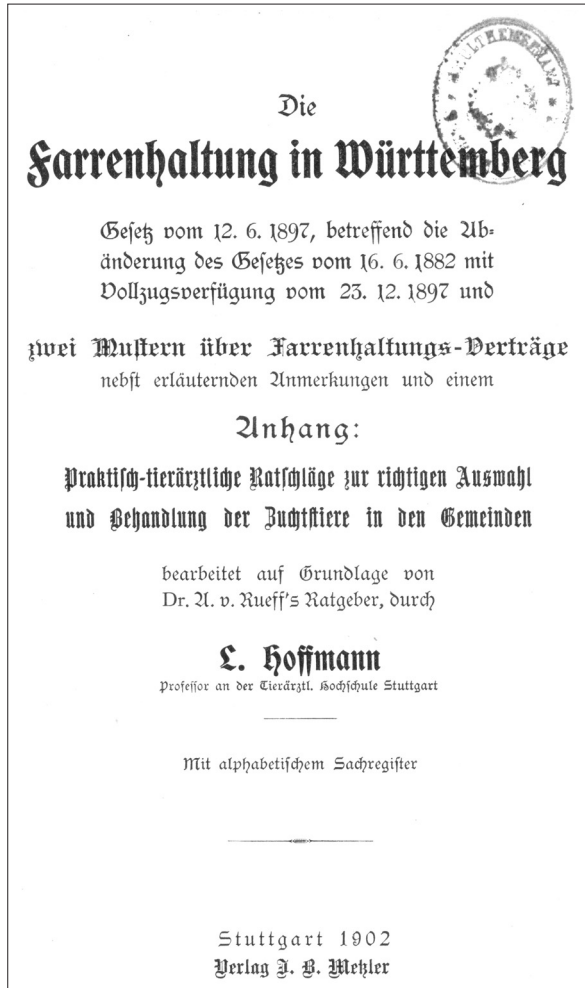 SCHULTHEISSENAMT
Die
Farrenhaltung in Württemberg
Gesetz vom 12. 6. 1897, betreffend die Ab-
änderung des Gesetzes vom 16. 6. 1882 mit
Vollzugsverfügung vom 23. 12. 1897 und
zwei Mustern über Farrenhaltungs-Verträge
nebst erläuternden Anmerkungen und einem
Anhang:
Praktisch-tierärztliche Ratschläge zur richtigen Auswahl
und Behandlung der Zuchtstiere in den Gemeinden
bearbeitet auf Grundlage von
Dr. A. v. Rueff's Ratgeber, durch
L. Hoffmann
Professor an der Tierärztl. Hochschule Stuttgart
Mit alphabetischem Sachregister
Stuttgart 1902
Verlag J. B. Metzler